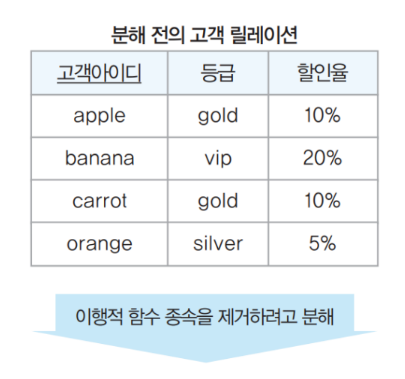 분해 전의 고객 릴레이션
고객아이디 등급 할인율
apple gold 10%
banana vip 20%
carrot gold 10%
orange silver 5%
이행적 함수 종속을 제거하려고 분해